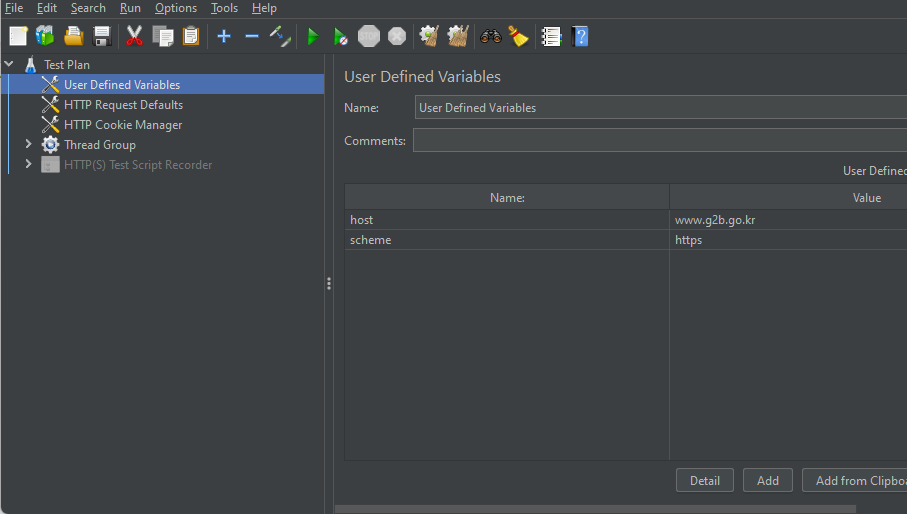 File Edit Search Run Options Tools Help
Test Plan
User Defined Variables
HTTP Request Defaults
HTTP Cookie Manager
Thread Group
HTTP(S) Test Script Recorder
User Defined Variables
Name: User Defined Variables
Comments:
User Defined
Name: Value
host www.g2b.go.kr
scheme https
Detail Add Add from Clipboa